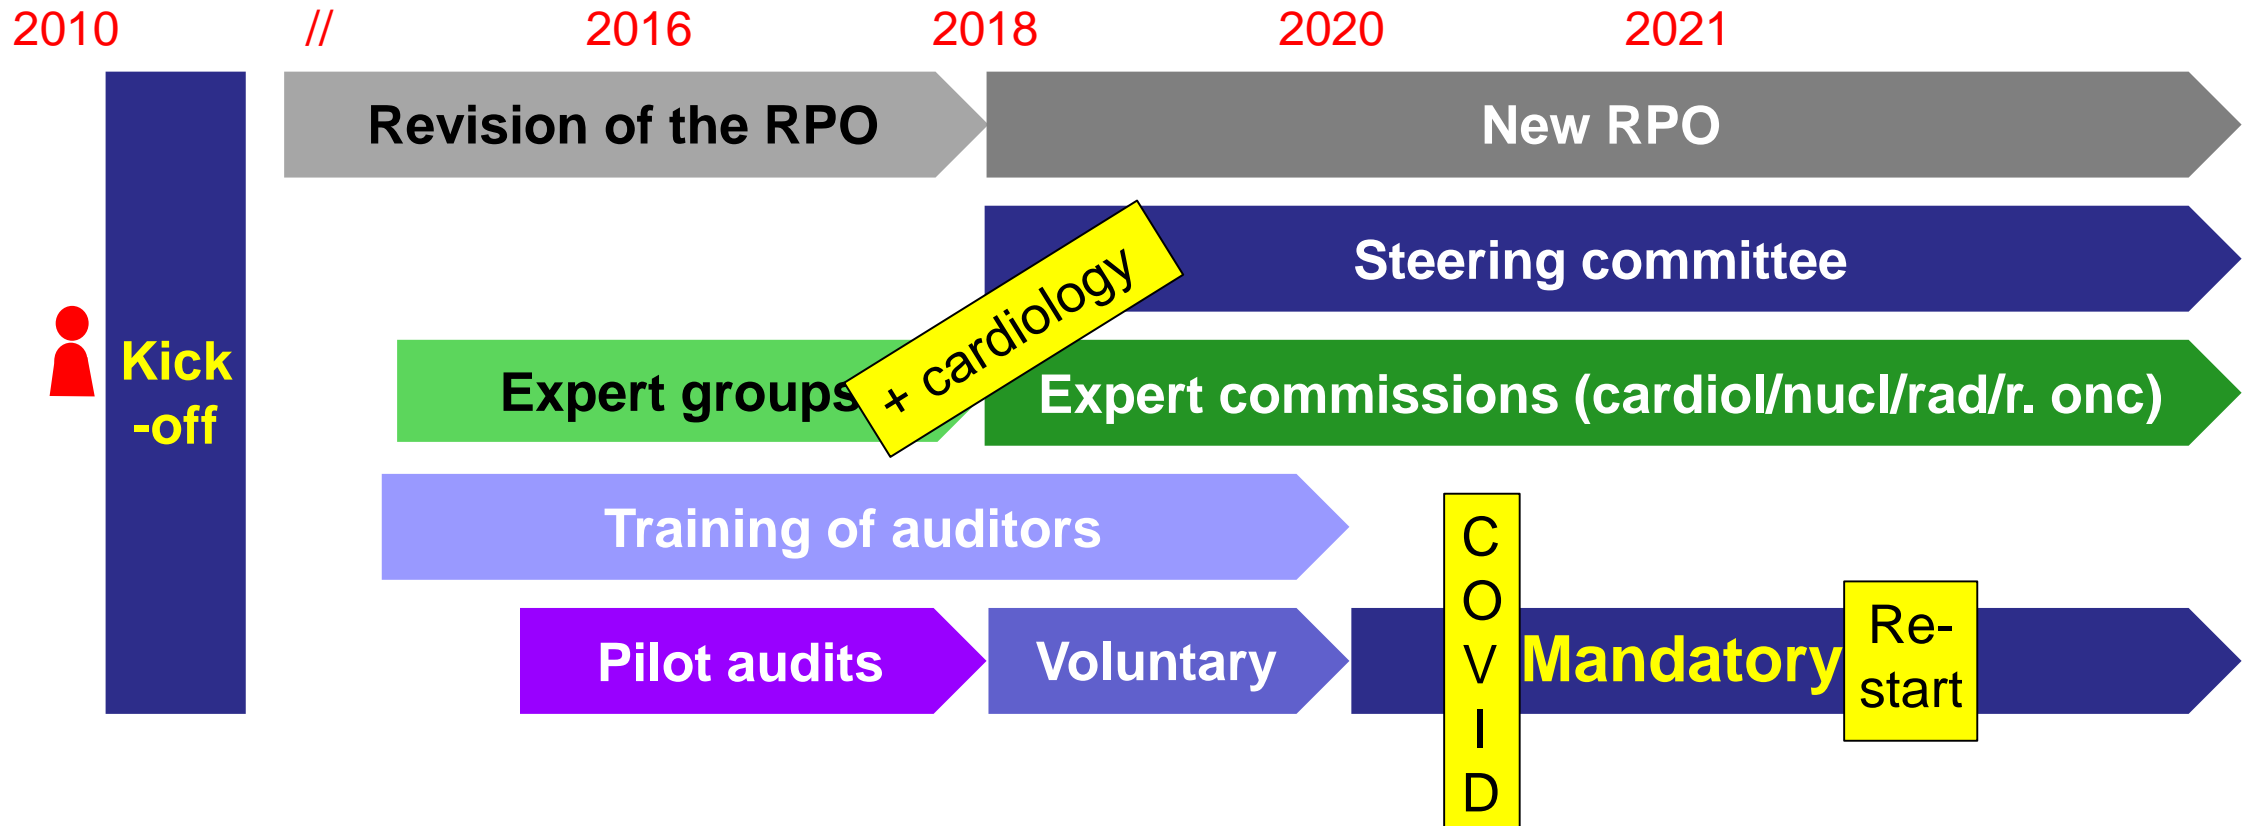 2010 // 2016 2018 2020 2021
Revision of the RPO
New RPO
Steering committee
+ cardiology
Kick
-off
Expert groups
Expert commissions (cardiol/nucl/rad/r. onc)
Training of auditors
C
O
V
I
D
Pilot audits
Voluntary
Mandatory
Re-
start